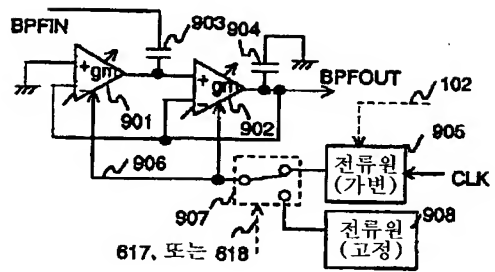 BPFIN
903
904
BPFOUT
+
gm
-
+
gm
-
901
902
102
905
906
전류원
(가변)
CLK
907
908
전류원
(고정)
617, 또는 618